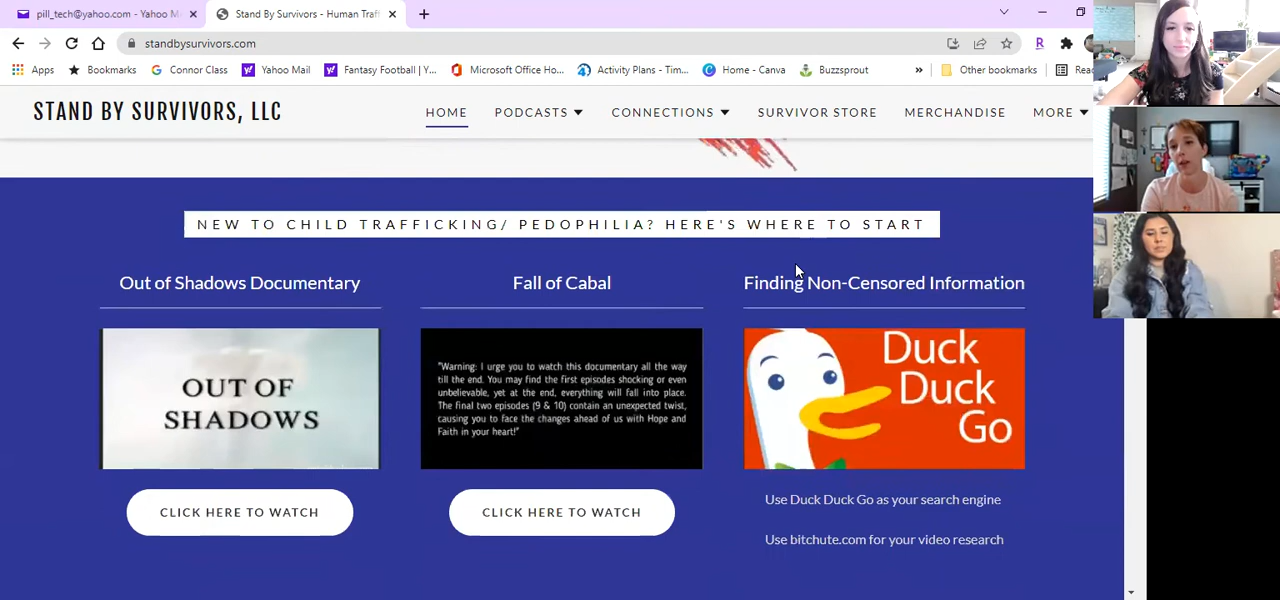 pill_tech@yahoo.com - Yahoo M
Stand By Survivors - Human Traff
standbysurvivors.com
R
Apps
Bookmarks
Connor Class
Yahoo Mail
Fantasy Football | Y...
Microsoft Office Ho...
Activity Plans - Tim...
Home - Canva
Buzzsprout
»
Other bookmarks
Rea
STAND BY SURVIVORS, LLC
HOME
PODCASTS
CONNECTIONS
SURVIVOR STORE
MERCHANDISE
MORE
NEW TO CHILD TRAFFICKING/ PEDOPHILIA? HERE'S WHERE TO START
Out of Shadows Documentary
Fall of Cabal
Finding Non-Censored Information
OUT OF
SHADOWS
"Warning: I urge you to watch this documentary all the way
till the end. You may find the first episodes shocking or even
unbelievable, yet at the end, everything will fall into place.
The final two episodes (9 & 10) contain an unexpected twist,
causing you to face the changes ahead of us with Hope and
Faith in your heart!"
Duck
Duck
Go
CLICK HERE TO WATCH
CLICK HERE TO WATCH
Use Duck Duck Go as your search engine
Use bitchute.com for your video research